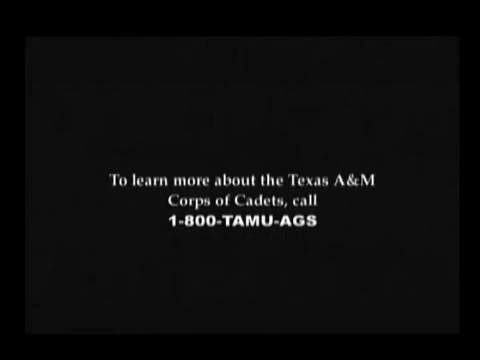 To learn more about the Texas A&M
Corps of Cadets, call
1-800-TAMU-AGS